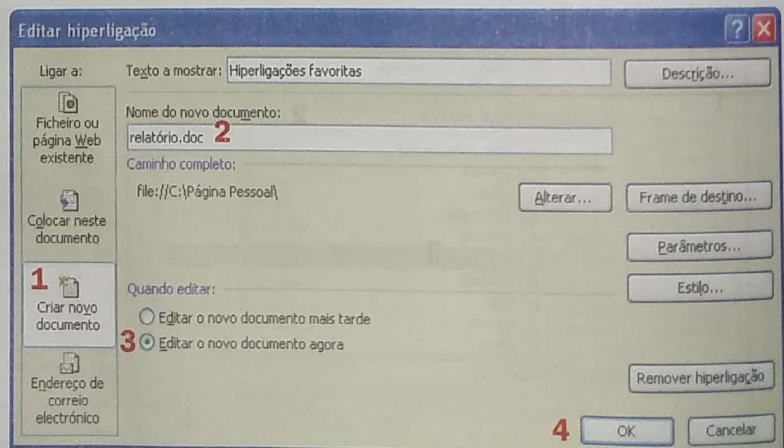 Editar hiperligação
Ligar a:
Texto a mostrar: Hiperligações favoritas
Descrição...
Ficheiro ou
página Web
existente
Nome do novo documento:
relatório.doc 2
Caminho completo:
file://C:\Página Pessoal\
Alterar...
Frame de destino...
Colocar neste
documento
Parâmetros...
1
Criar novo
documento
Quando editar:
Estilo...
Editar o novo documento mais tarde
3 Editar o novo documento agora
Endereço de
correio
electrónico
Remover hiperligação
4 OK
Cancelar